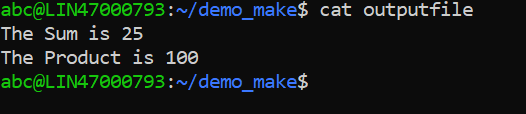 abc@LIN47000793:~/demo_make$ cat outputfile
The Sum is 25
The Product is 100
abc@LIN47000793:~/demo_make$